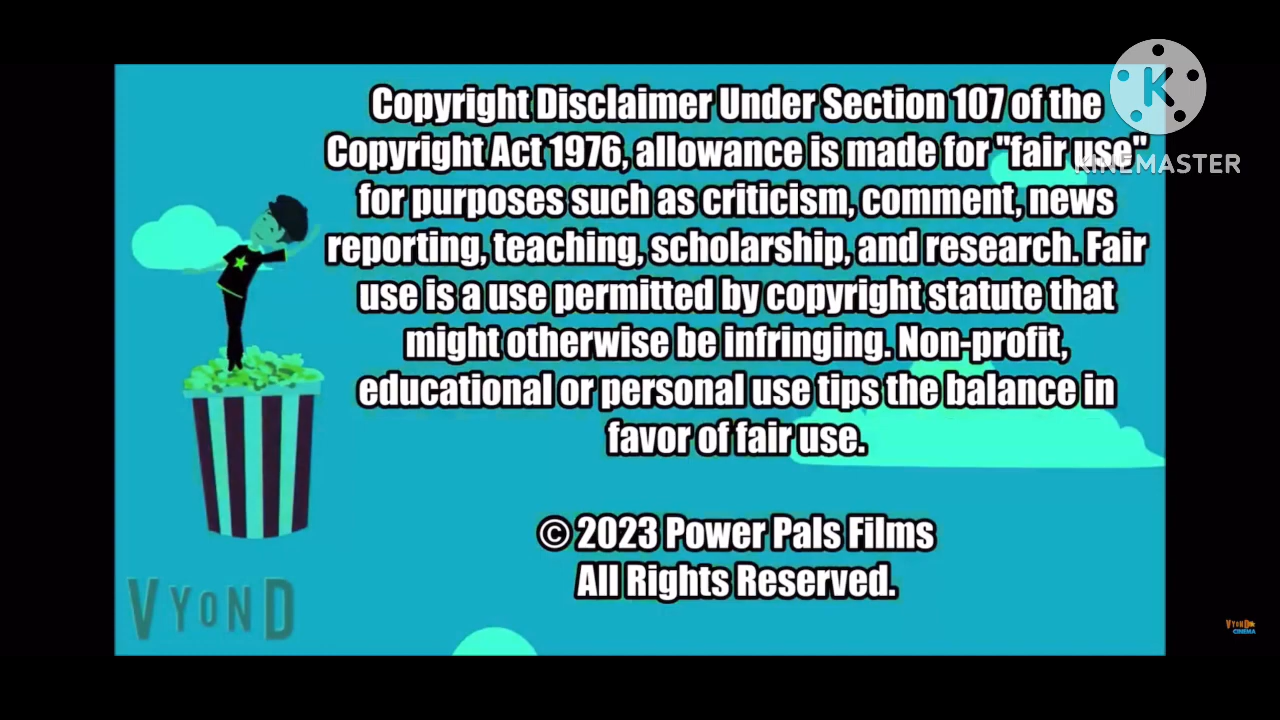 Copyright Disclaimer Under Section 107 of the
Copyright Act 1976, allowance is made for "fair use"
KINEMASTER
for purposes such as criticism, comment, news
reporting, teaching, scholarship, and research. Fair
use is a use permitted by copyright statute that
might otherwise be infringing. Non-profit,
educational or personal use tips the balance in
favor of fair use.
© 2023 Power Pals Films
All Rights Reserved.
VYOND
VYOND
CINEMA